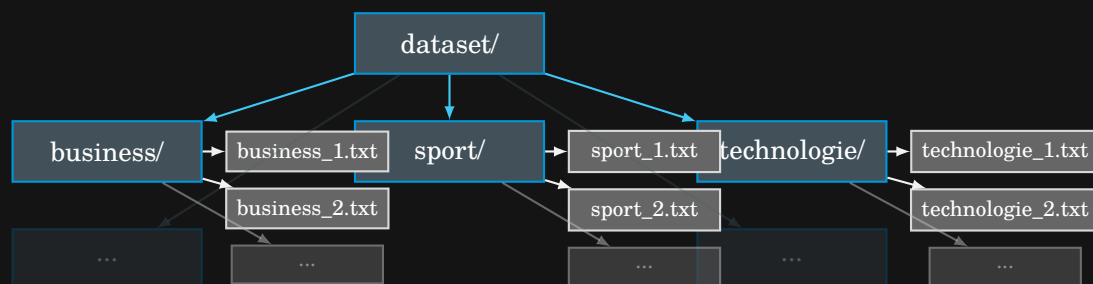 dataset/
business/
business_1.txt
sport/
sport_1.txt
technologie/
technologie_1.txt
business_2.txt
sport_2.txt
technologie_2.txt
...
...
...
...
...